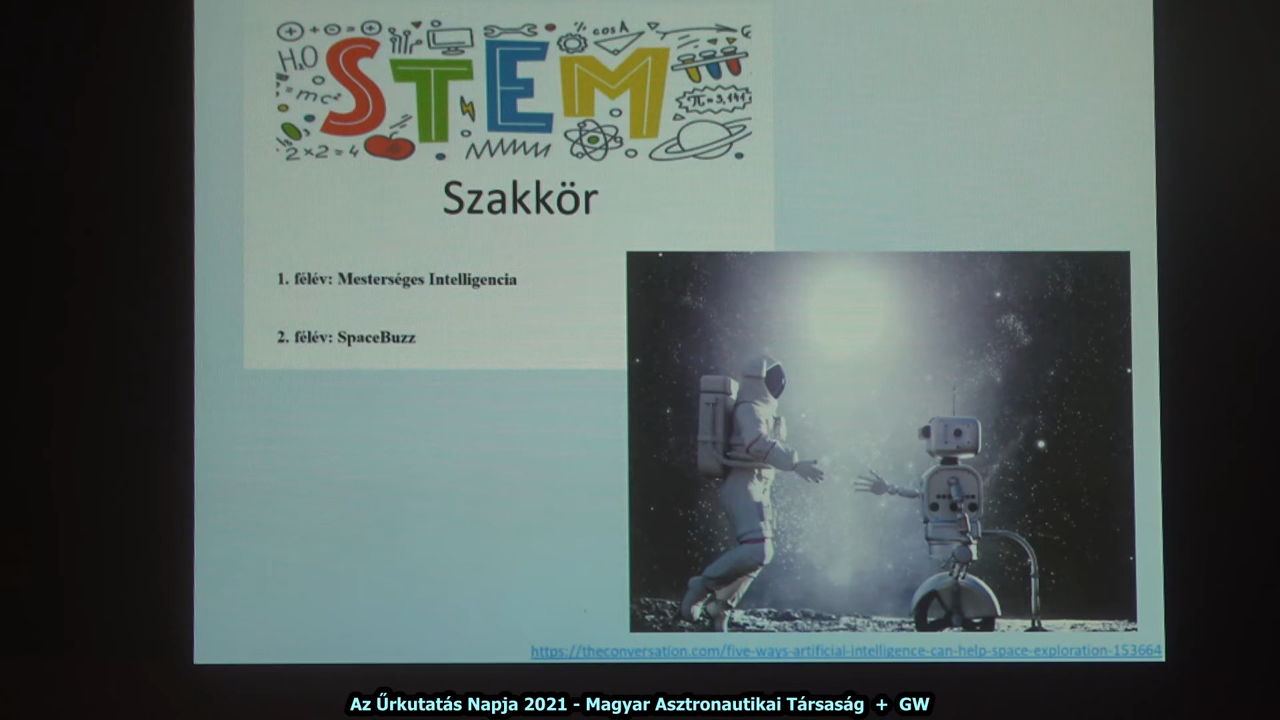 cos A
H₂O
STEM
= mc²
π = 3,141
2×2=4
Szakkör
1. félév: Mesterséges Intelligencia
2. félév: SpaceBuzz
https://theconversation.com/five-ways-artificial-intelligence-can-help-space-exploration-153664
Az Űrkutatás Napja 2021 - Magyar Asztronautikai Társaság + GW